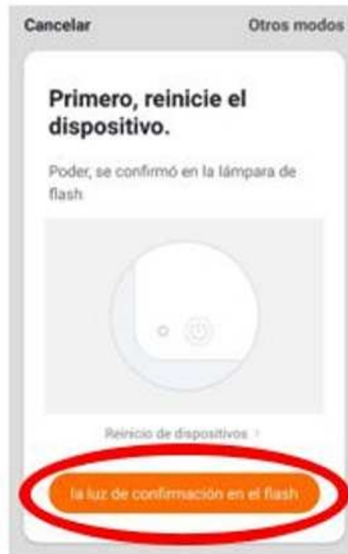 Cancelar
Otros modos
Primero, reinicie el
dispositivo.
Poder, se confirmó en la lámpara de
flash
Reinicio de dispositivos >
la luz de confirmación en el flash